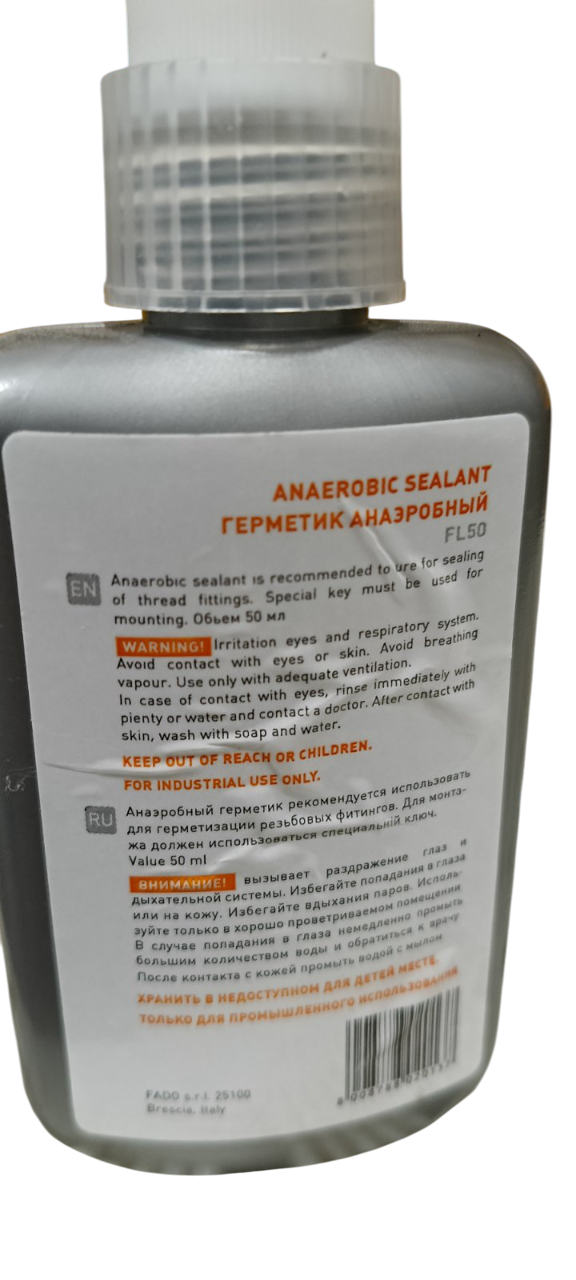 ANAEROBIC SEALANT
ГЕРМЕТИК АНАЭРОБНЫЙ
FL50
EN
Anaerobic sealant is recommended to ure for sealing
of thread fittings. Special key must be used for
mounting. Объем 50 мл
WARNING! Irritation eyes and respiratory system.
Avoid contact with eyes or skin. Avoid breathing
vapour. Use only with adequate ventilation.
In case of contact with eyes, rinse immediately with
plenty or water and contact a doctor. After contact with
skin, wash with soap and water.
KEEP OUT OF REACH OR CHILDREN.
FOR INDUSTRIAL USE ONLY.
RU
Анаэробный герметик рекомендуется использовать
для герметизации резьбовых фитингов. Для монта-
жа должен использоваться специальнй ключ.
Value 50 ml
ВНИМАНИЕ! вызывает раздражение глаз и
дыхательной системы. Избегайте попадания в глаза
или на кожу. Избегайте вдыхания паров. Исполь-
зуйте только в хорошо проветриваемом помещении
В случае попадания в глаза немедленно промыть
большим количеством воды и обратиться к врачу
После контакта с кожей промыть водой с мылом
ХРАНИТЬ В НЕДОСТУПНОМ ДЛЯ ДЕТЕЙ МЕСТЕ.
ТОЛЬКО ДЛЯ ПРОМЫШЛЕННОГО ИСПОЛЬЗОВАНИЯ
FADO s.r.l. 25100
Brescia, Italy